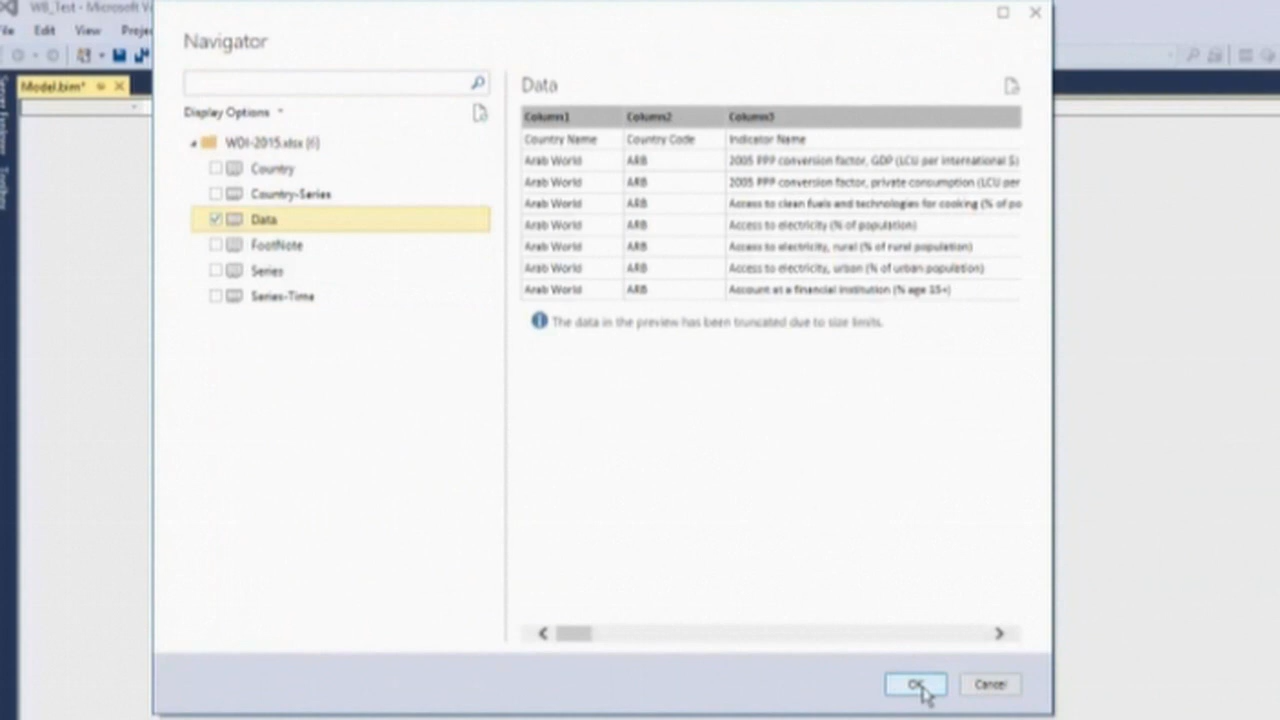 WB_Test - Microsoft V
File Edit View Proje
Server Explorer
Toolbox
Model.bim*
Navigator
Display Options
WDI-2015.xlsx [6]
Country
Country-Series
Data
FootNote
Series
Series-Time
Data
Column1 Column2 Column3
Country Name Country Code Indicator Name
Arab World ARB 2005 PPP conversion factor, GDP (LCU per international $)
Arab World ARB 2005 PPP conversion factor, private consumption (LCU per
Arab World ARB Access to clean fuels and technologies for cooking (% of po
Arab World ARB Access to electricity (% of population)
Arab World ARB Access to electricity, rural (% of rural population)
Arab World ARB Access to electricity, urban (% of urban population)
Arab World ARB Account at a financial institution (% age 15+)
The data in the preview has been truncated due to size limits.
OK Cancel